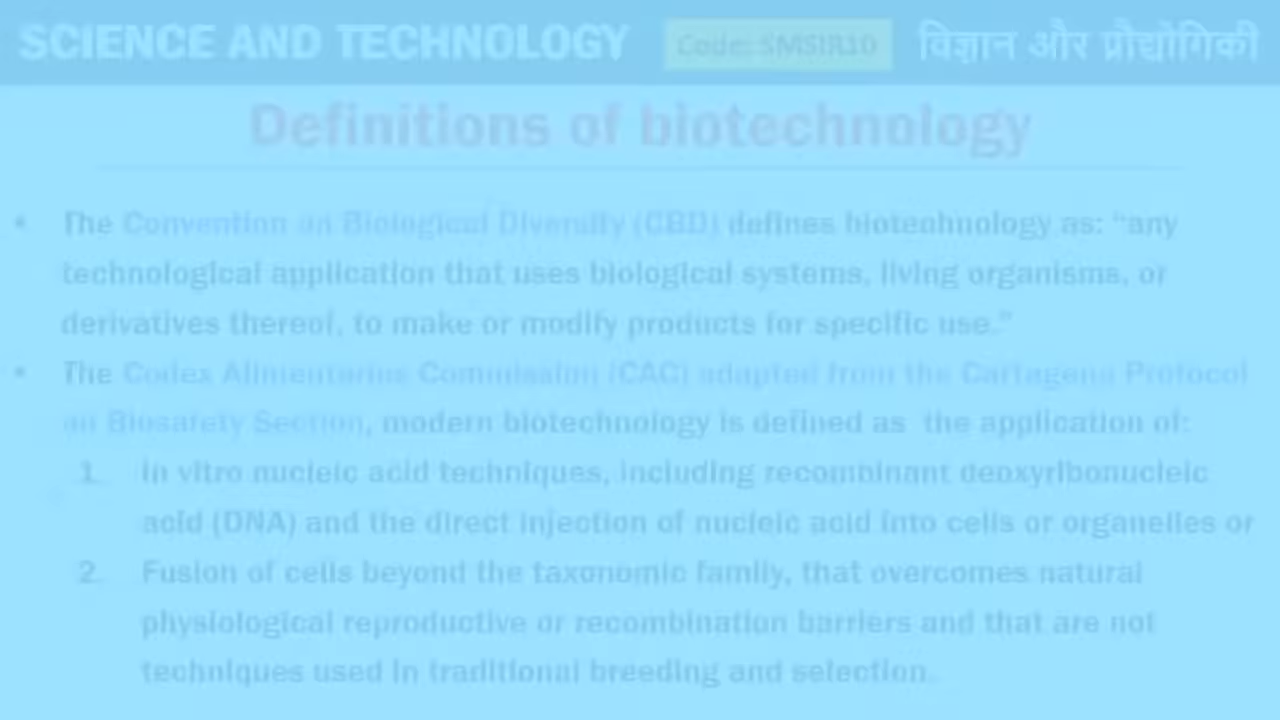 SCIENCE AND TECHNOLOGY Code: SMSIR10 विज्ञान और प्रौद्योगिकी
Definitions of biotechnology
• The Convention on Biological Diversity (CBD) defines biotechnology as: “any
technological application that uses biological systems, living organisms, or
derivatives thereof, to make or modify products for specific use.”
• The Codex Alimentarius Commission (CAC) adapted from the Cartagena Protocol
on Biosafety Section, modern biotechnology is defined as the application of:
1. In vitro nucleic acid techniques, including recombinant deoxyribonucleic
acid (DNA) and the direct injection of nucleic acid into cells or organelles or
2. Fusion of cells beyond the taxonomic family, that overcomes natural
physiological reproductive or recombination barriers and that are not
techniques used in traditional breeding and selection.